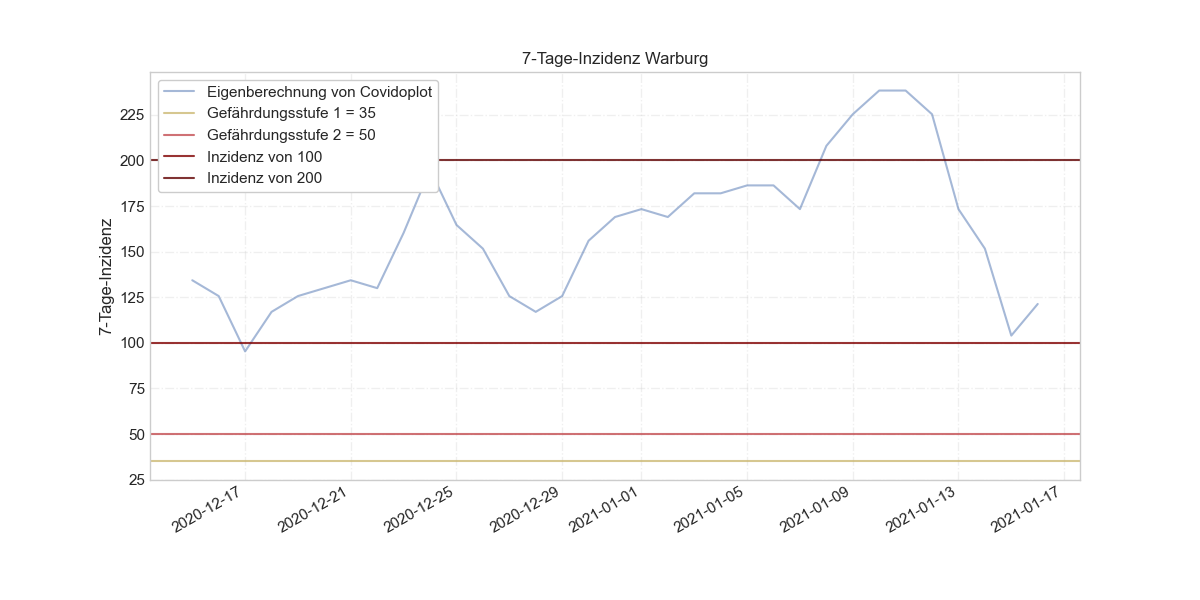 7-Tage-Inzidenz Warburg
Eigenberechnung von Covidoplot
Gefährdungsstufe 1 = 35
Gefährdungsstufe 2 = 50
Inzidenz von 100
Inzidenz von 200
7-Tage-Inzidenz
225
200
175
150
125
100
75
50
25
2020-12-17
2020-12-21
2020-12-25
2020-12-29
2021-01-01
2021-01-05
2021-01-09
2021-01-13
2021-01-17